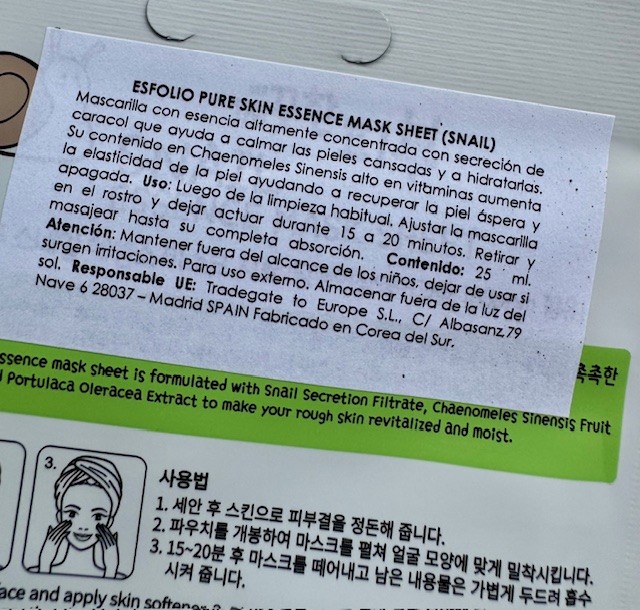 ESFOLIO PURE SKIN ESSENCE MASK SHEET (SNAIL)
Mascarilla con esencia altamente concentrada con secreción de
caracol que ayuda a calmar las pieles cansadas y a hidratarlas.
Su contenido en Chaenomeles Sinensis alto en vitaminas aumenta
la elasticidad de la piel ayudando a recuperar la piel áspera y
apagada. Uso: Luego de la limpieza habitual. Ajustar la mascarilla
en el rostro y dejar actuar durante 15 a 20 minutos. Retirar y
masajear hasta su completa absorción. Contenido: 25 ml.
Atención: Mantener fuera del alcance de los niños, dejar de usar si
surgen irritaciones. Para uso externo. Almacenar fuera de la luz del
sol. Responsable UE: Tradegate to Europe S.L., C/ Albasanz,79
Nave 6 28037 – Madrid SPAIN Fabricado en Corea del Sur.
촉촉한
ssence mask sheet is formulated with Snail Secretion Filtrate, Chaenomeles Sinensis Fruit
Portulaca Oleracea Extract to make your rough skin revitalized and moist.
3.
사용법
1. 세안 후 스킨으로 피부결을 정돈해 줍니다.
2. 파우치를 개봉하여 마스크를 펼쳐 얼굴 모양에 맞게 밀착시킵니다.
3. 15~20분 후 마스크를 떼어내고 남은 내용물은 가볍게 두드려 흡수
시켜 줍니다.
ace and apply skin softener